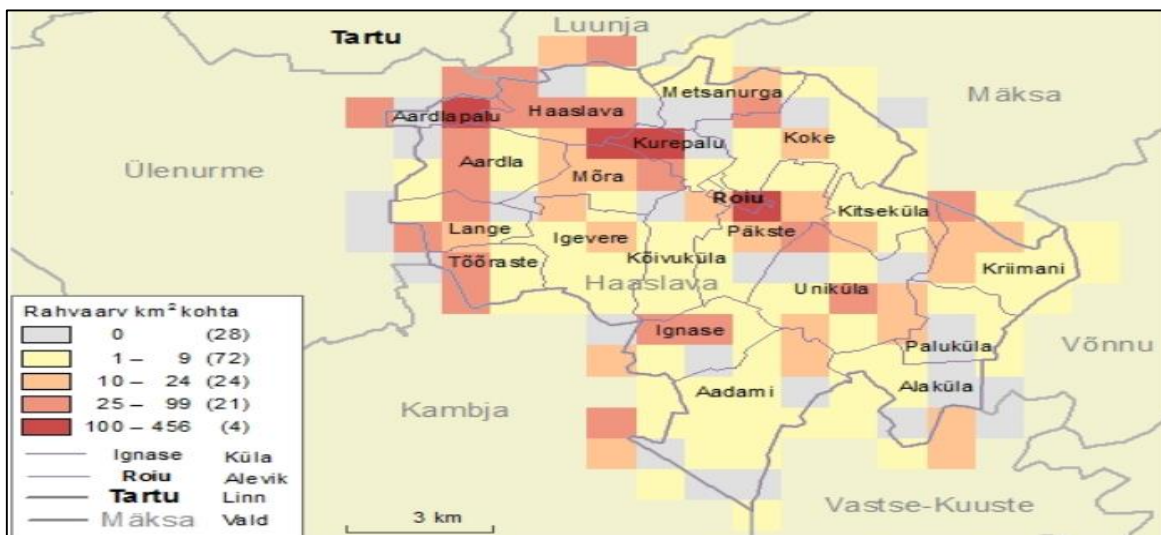 Luunja
Tartu
Metsanurga
Mäksa
Aardlapalu Haaslava
Kurepalu Koke
Ülenurme Aardla
Mõra
Roiu Kitseküla
Lange Igevere Päkste
Tõõraste Kõivuküla Kriimani
Haaslava Uniküla
Ignase Paluküla Võnnu
Kambja Aadami Alaküla
Vastse-Kuuste
Rahvaarv km² kohta
0 (28)
1 – 9 (72)
10 – 24 (24)
25 – 99 (21)
100 – 456 (4)
Ignase Küla
Roiu Alevik
Tartu Linn
Mäksa Vald
3 km